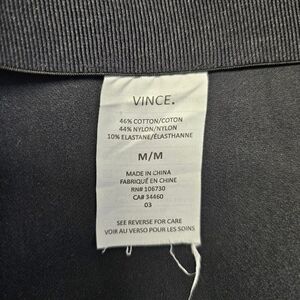 VINCE.
46% COTTON/COTON
44% NYLON/NYLON
10% ELASTANE/ÉLASTHANNE
M/M
MADE IN CHINA
FABRIQUÉ EN CHINE
RN# 106730
CA# 34460
03
SEE REVERSE FOR CARE
VOIR AU VERSO POUR LES SOINS